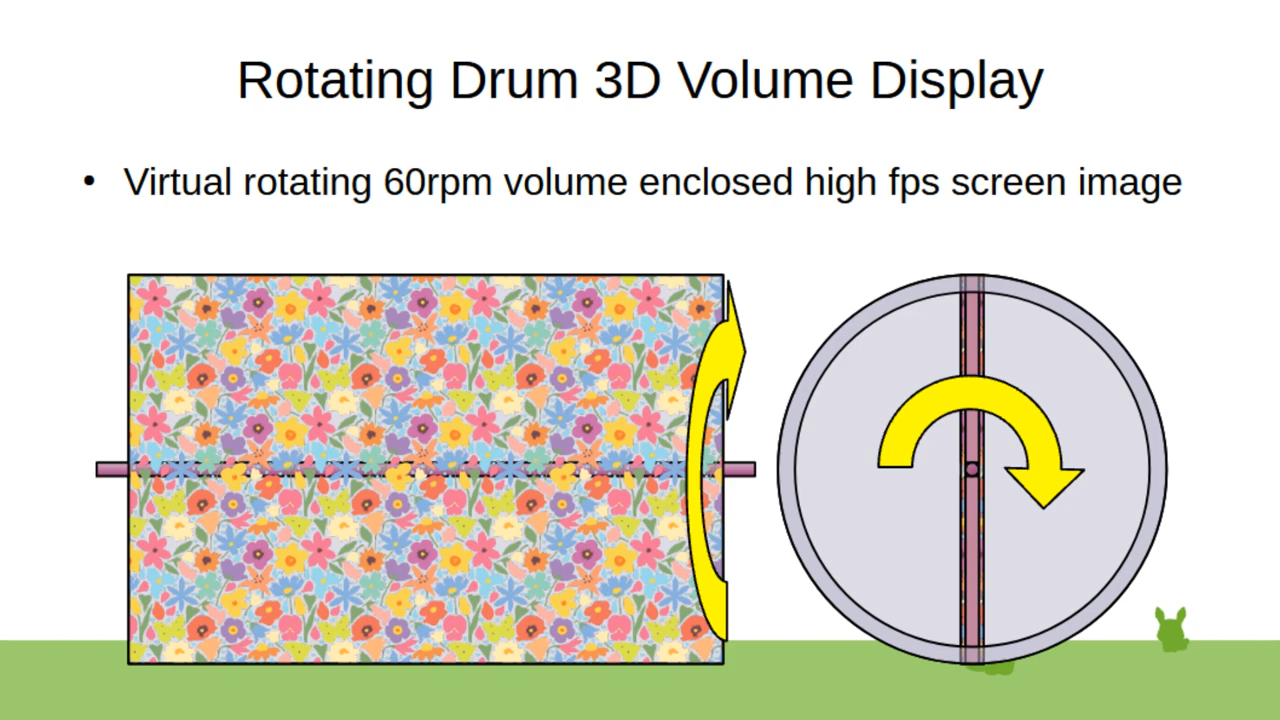 Rotating Drum 3D Volume Display
• Virtual rotating 60rpm volume enclosed high fps screen image